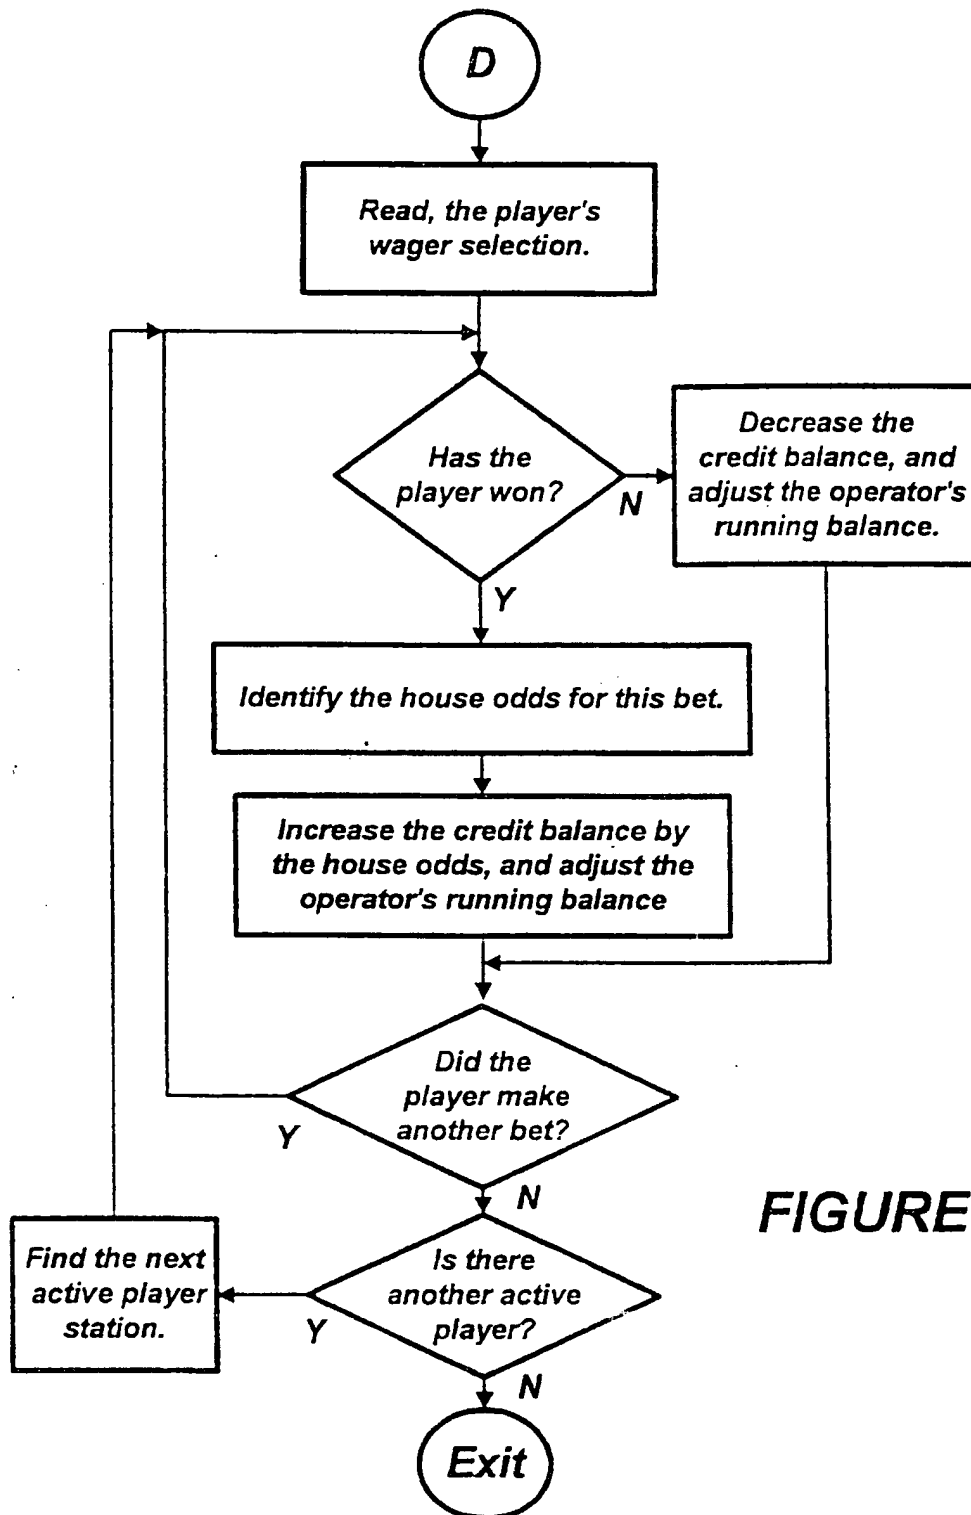 D
Read, the player's
wager selection.
Has the
player won?
N
Decrease the
credit balance, and
adjust the operator's
running balance.
Y
Identify the house odds for this bet.
Increase the credit balance by
the house odds, and adjust the
operator's running balance
Did the
player make
another bet?
Y
N
FIGURE
Find the next
active player
station.
Is there
another active
player?
Y
N
Exit